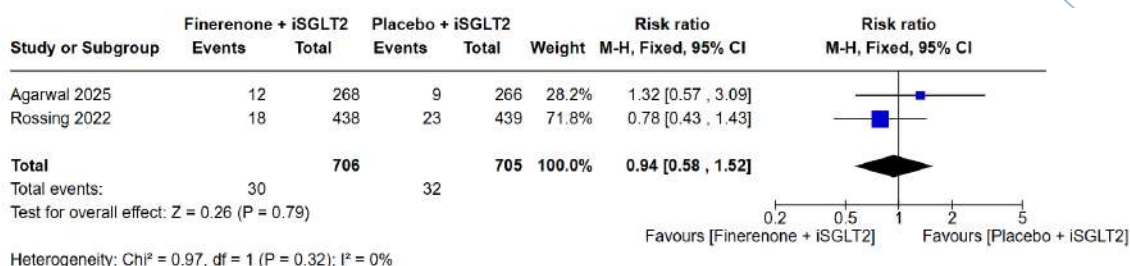 Finerenone + iSGLT2 Placebo + iSGLT2 Risk ratio Risk ratio
Study or Subgroup Events Total Events Total Weight M-H, Fixed, 95% CI M-H, Fixed, 95% CI
Agarwal 2025 12 268 9 266 28.2% 1.32 [0.57 , 3.09]
Rossing 2022 18 438 23 439 71.8% 0.78 [0.43 , 1.43]
Total 706 705 100.0% 0.94 [0.58 , 1.52]
Total events: 30 32
Test for overall effect: Z = 0.26 (P = 0.79)
0.2 0.5 1 2 5
Favours [Finerenone + iSGLT2] Favours [Placebo + iSGLT2]
Heterogeneity: Chi² = 0.97, df = 1 (P = 0.32); I² = 0%